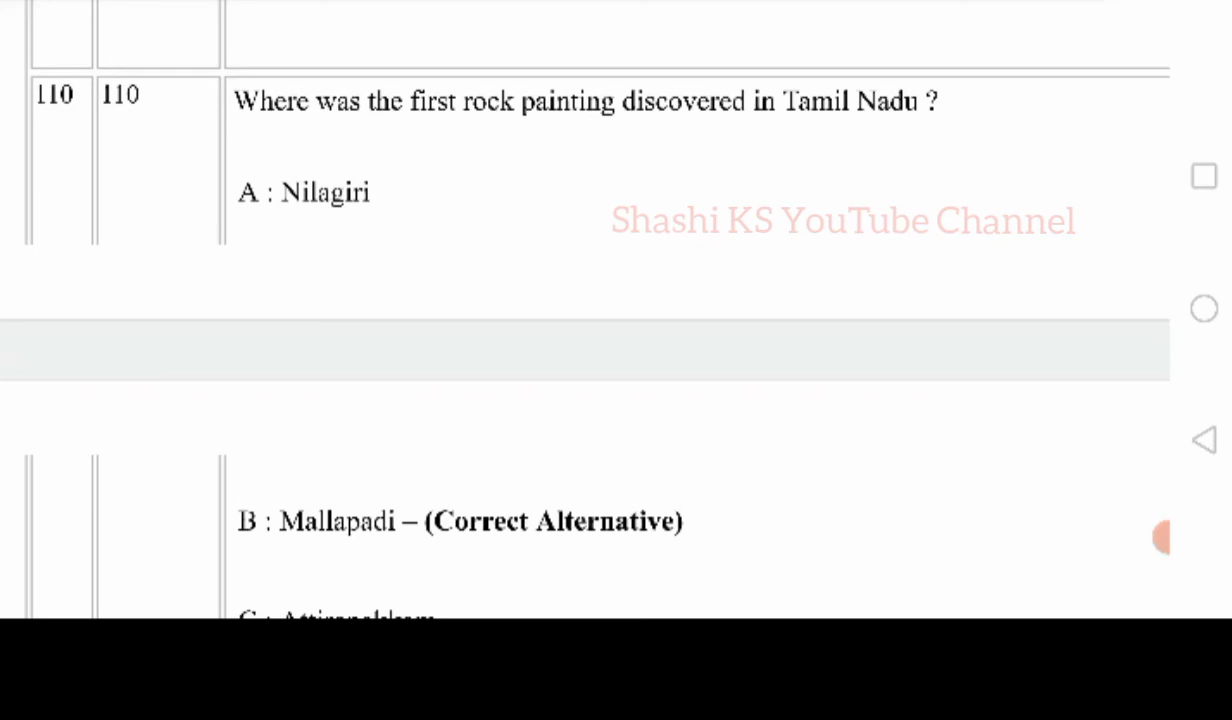 110 110 Where was the first rock painting discovered in Tamil Nadu ?
A : Nilagiri
Shashi KS YouTube Channel
B : Mallapadi – (Correct Alternative)